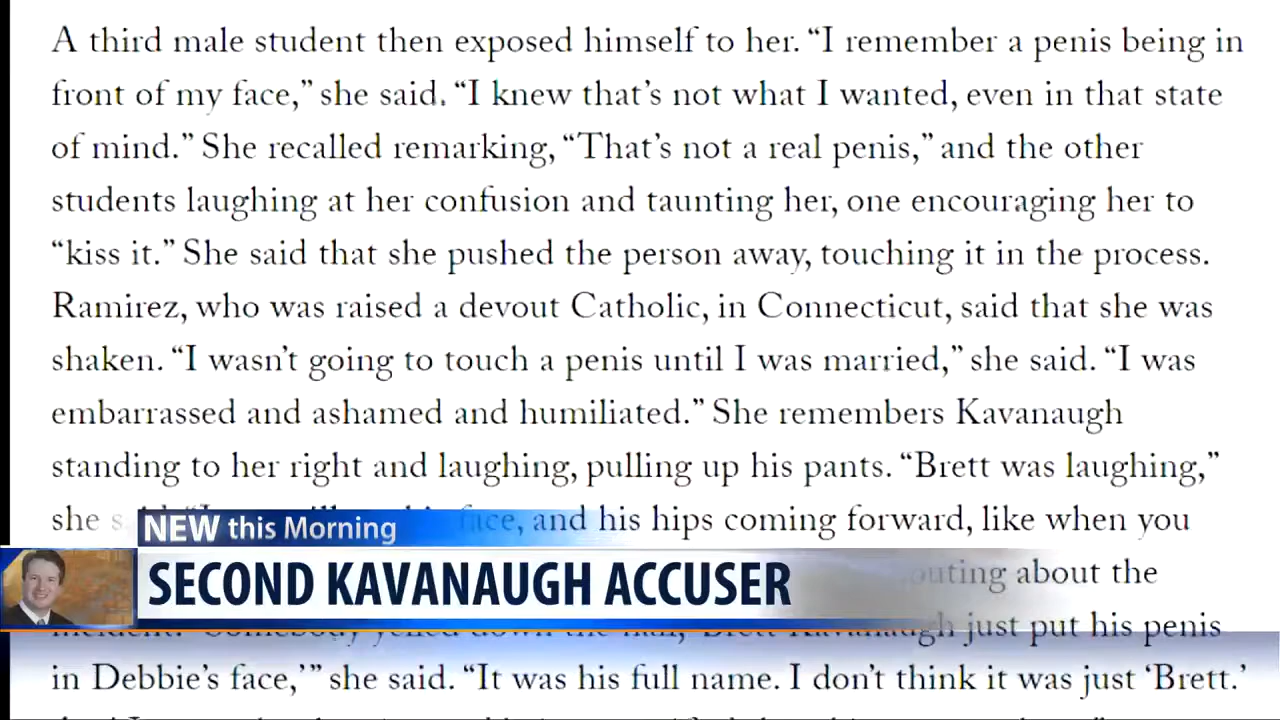 A third male student then exposed himself to her. “I remember a penis being in
front of my face,” she said. “I knew that’s not what I wanted, even in that state
of mind.” She recalled remarking, “That’s not a real penis,” and the other
students laughing at her confusion and taunting her, one encouraging her to
“kiss it.” She said that she pushed the person away, touching it in the process.
Ramirez, who was raised a devout Catholic, in Connecticut, said that she was
shaken. “I wasn’t going to touch a penis until I was married,” she said. “I was
embarrassed and ashamed and humiliated.” She remembers Kavanaugh
standing to her right and laughing, pulling up his pants. “Brett was laughing,”
she face, and his hips coming forward, like when you
NEW this Morning
SECOND KAVANAUGH ACCUSER
about the
just put his penis
in Debbie’s face,’” she said. “It was his full name. I don’t think it was just ‘Brett.’